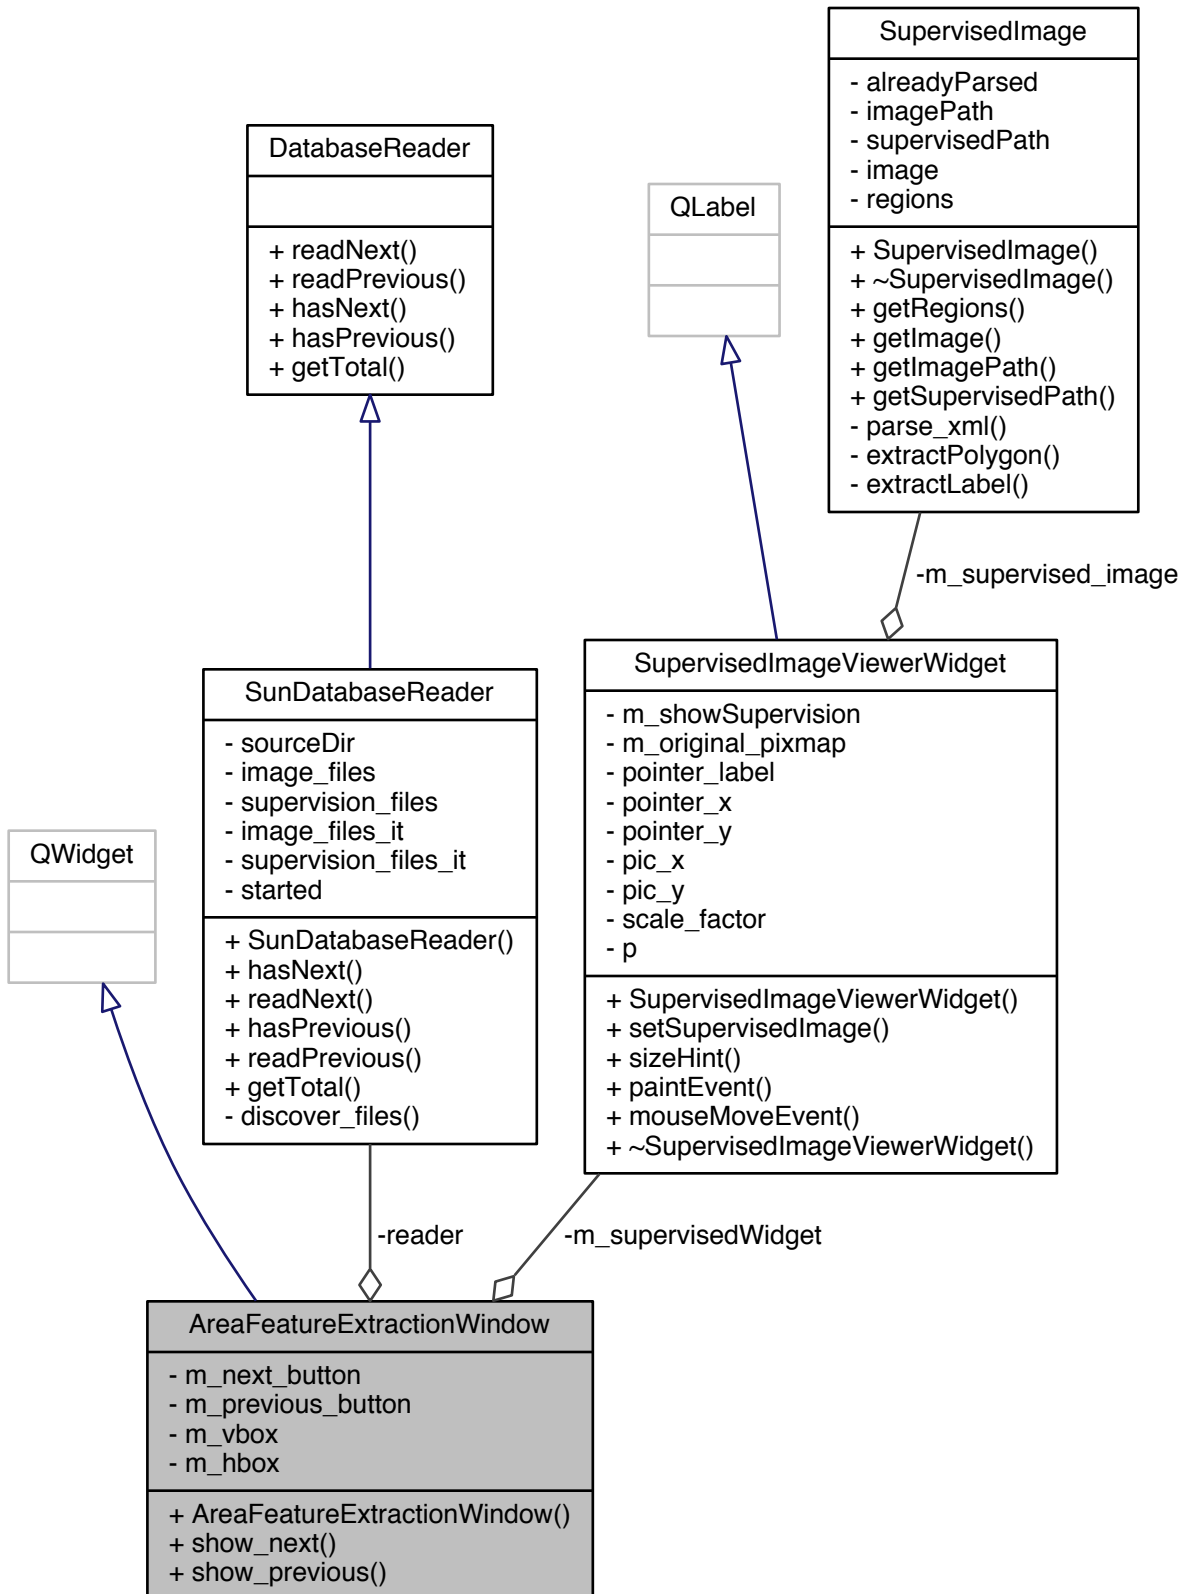 SupervisedImage
- alreadyParsed
- imagePath
- supervisedPath
- image
- regions
+ SupervisedImage()
+ ~SupervisedImage()
+ getRegions()
+ getImage()
+ getImagePath()
+ getSupervisedPath()
- parse_xml()
- extractPolygon()
- extractLabel()
DatabaseReader
+ readNext()
+ readPrevious()
+ hasNext()
+ hasPrevious()
+ getTotal()
QLabel
-m_supervised_image
SunDatabaseReader
- sourceDir
- image_files
- supervision_files
- image_files_it
- supervision_files_it
- started
+ SunDatabaseReader()
+ hasNext()
+ readNext()
+ hasPrevious()
+ readPrevious()
+ getTotal()
- discover_files()
SupervisedImageViewerWidget
- m_showSupervision
- m_original_pixmap
- pointer_label
- pointer_x
- pointer_y
- pic_x
- pic_y
- scale_factor
- p
+ SupervisedImageViewerWidget()
+ setSupervisedImage()
+ sizeHint()
+ paintEvent()
+ mouseMoveEvent()
+ ~SupervisedImageViewerWidget()
QWidget
-reader
-m_supervisedWidget
AreaFeatureExtractionWindow
- m_next_button
- m_previous_button
- m_vbox
- m_hbox
+ AreaFeatureExtractionWindow()
+ show_next()
+ show_previous()